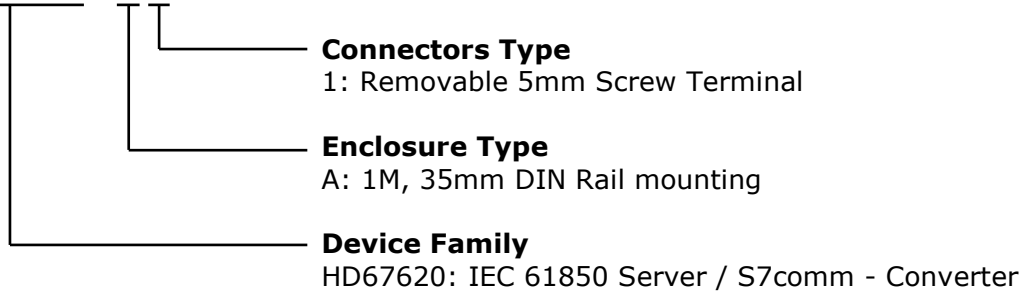 Connectors Type
1: Removable 5mm Screw Terminal
Enclosure Type
A: 1M, 35mm DIN Rail mounting
Device Family
HD67620: IEC 61850 Server / S7comm - Converter